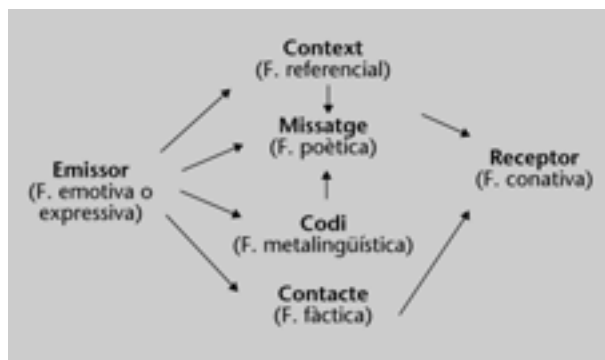 Context
(F. referencial)
Missatge
(F. poètica)
Emissor
(F. emotiva o
expressiva)
Receptor
(F. conativa)
Codi
(F. metalingüística)
Contacte
(F. fàctica)